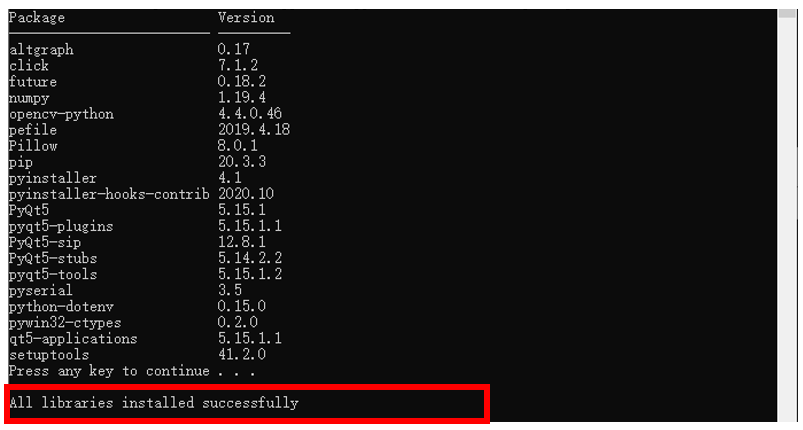 Package Version
altgraph 0.17
click 7.1.2
future 0.18.2
numpy 1.19.4
opencv-python 4.4.0.46
pefile 2019.4.18
Pillow 8.0.1
pip 20.3.3
pyinstaller 4.1
pyinstaller-hooks-contrib 2020.10
PyQt5 5.15.1
pyqt5-plugins 5.15.1.1
PyQt5-sip 12.8.1
PyQt5-stubs 5.14.2.2
pyqt5-tools 5.15.1.2
pyserial 3.5
python-dotenv 0.15.0
pywin32-ctypes 0.2.0
qt5-applications 5.15.1.1
setuptools 41.2.0
Press any key to continue . . .
All libraries installed successfully